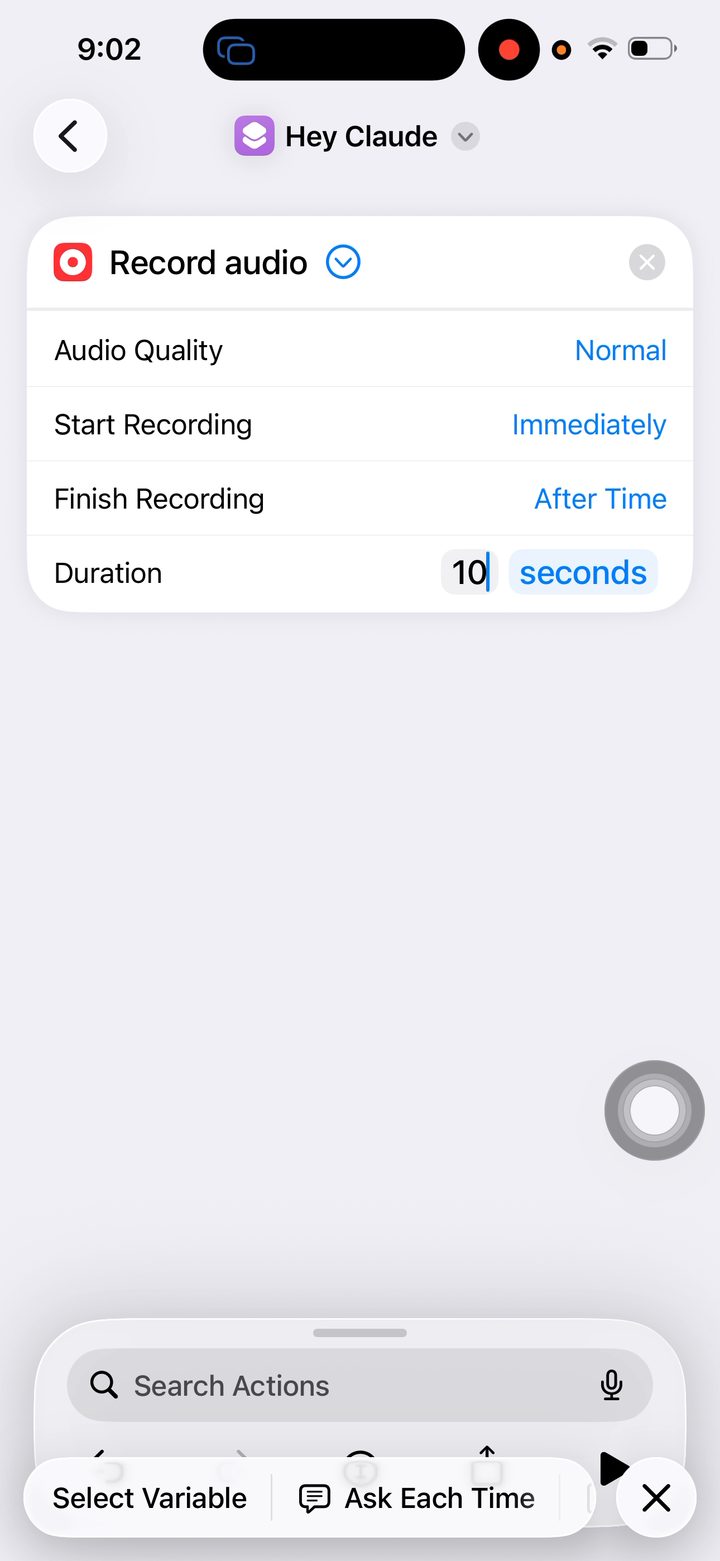 9:02
Hey Claude
Record audio
Audio Quality Normal
Start Recording Immediately
Finish Recording After Time
Duration 10 seconds
Search Actions
Select Variable Ask Each Time